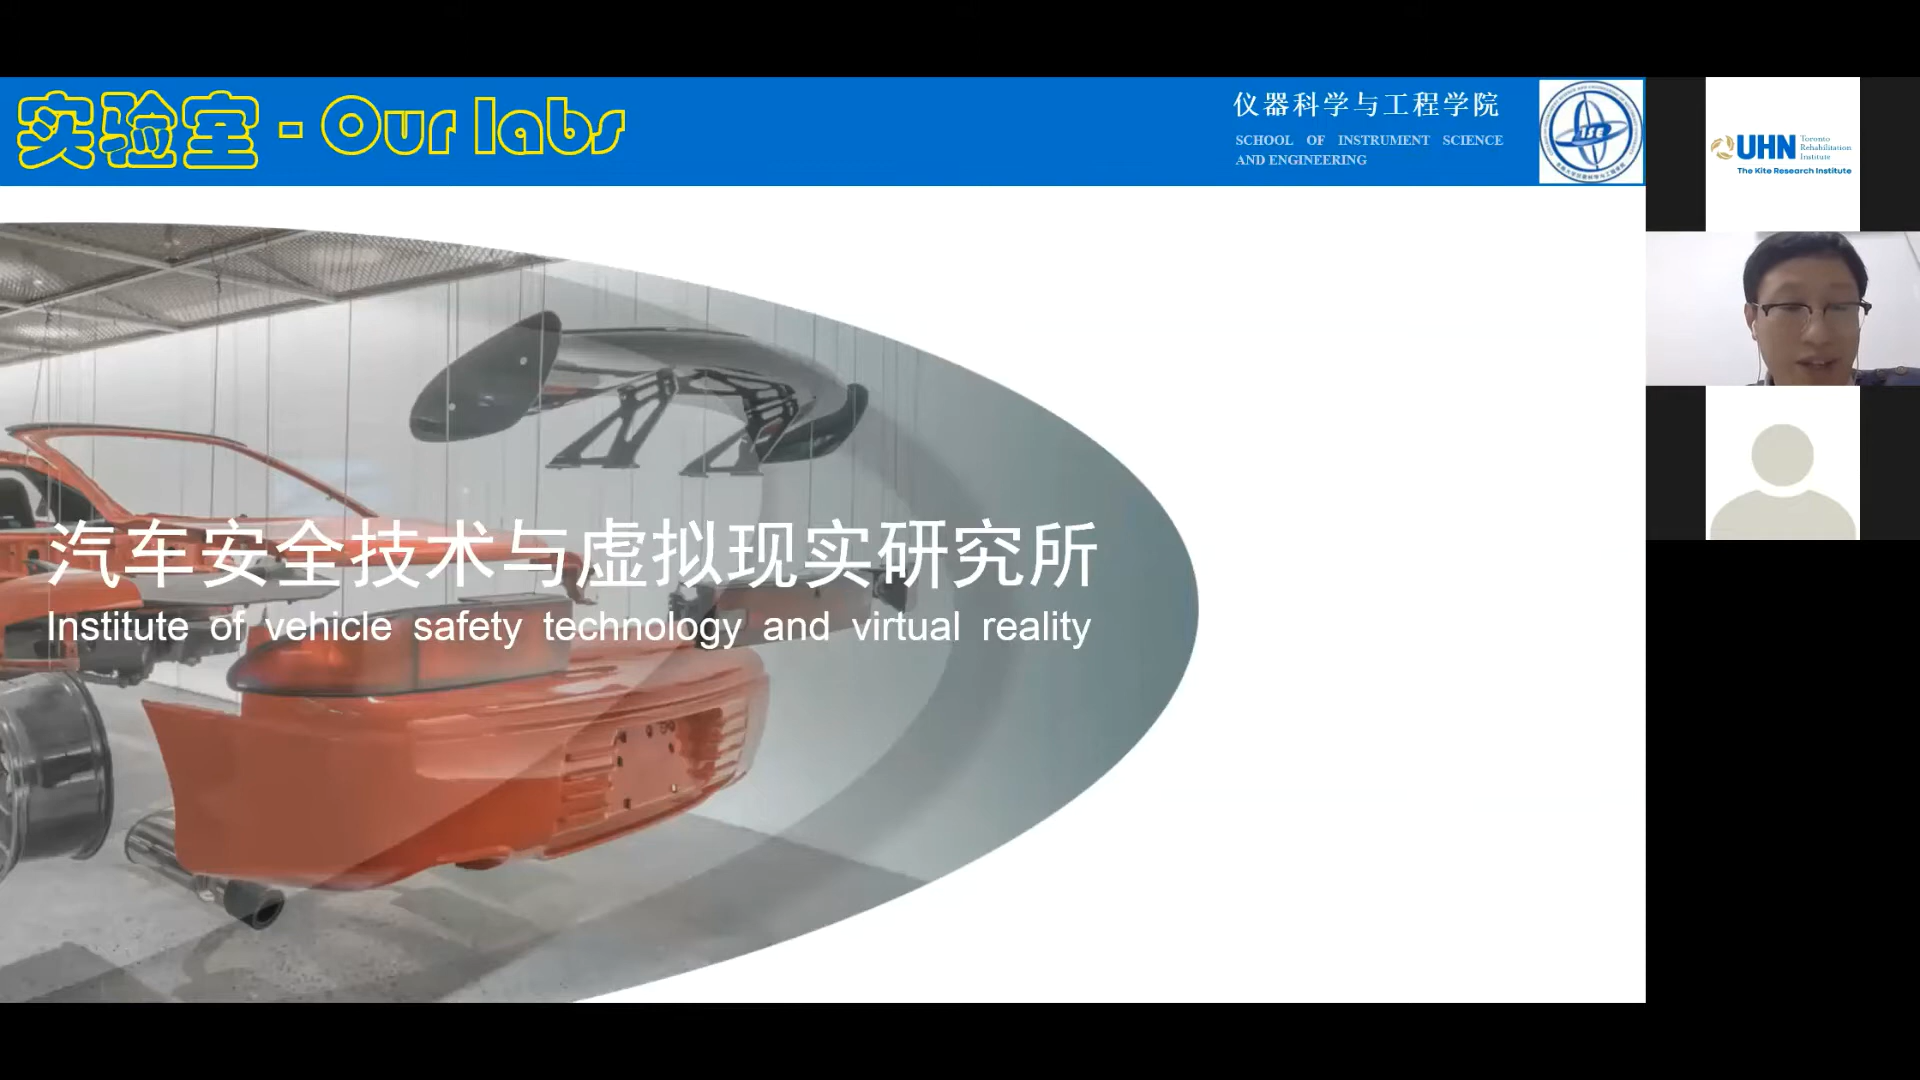 实验室 - Our labs
仪器科学与工程学院
SCHOOL OF INSTRUMENT SCIENCE
AND ENGINEERING
ISE
UHN
Toronto
Rehabilitation
Institute
The Kite Research Institute
汽车安全技术与虚拟现实研究所
Institute of vehicle safety technology and virtual reality